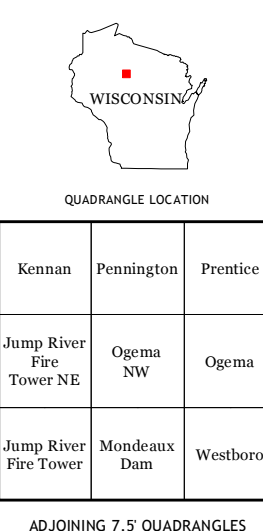 WISCONSIN
QUADRANGLE LOCATION
Kennan
Pennington
Prentice
Jump River
Fire
Tower NE
Ogema
NW
Ogema
Jump River
Fire Tower
Mondeaux
Dam
Westboro
ADJOINING 7.5' QUADRANGLES